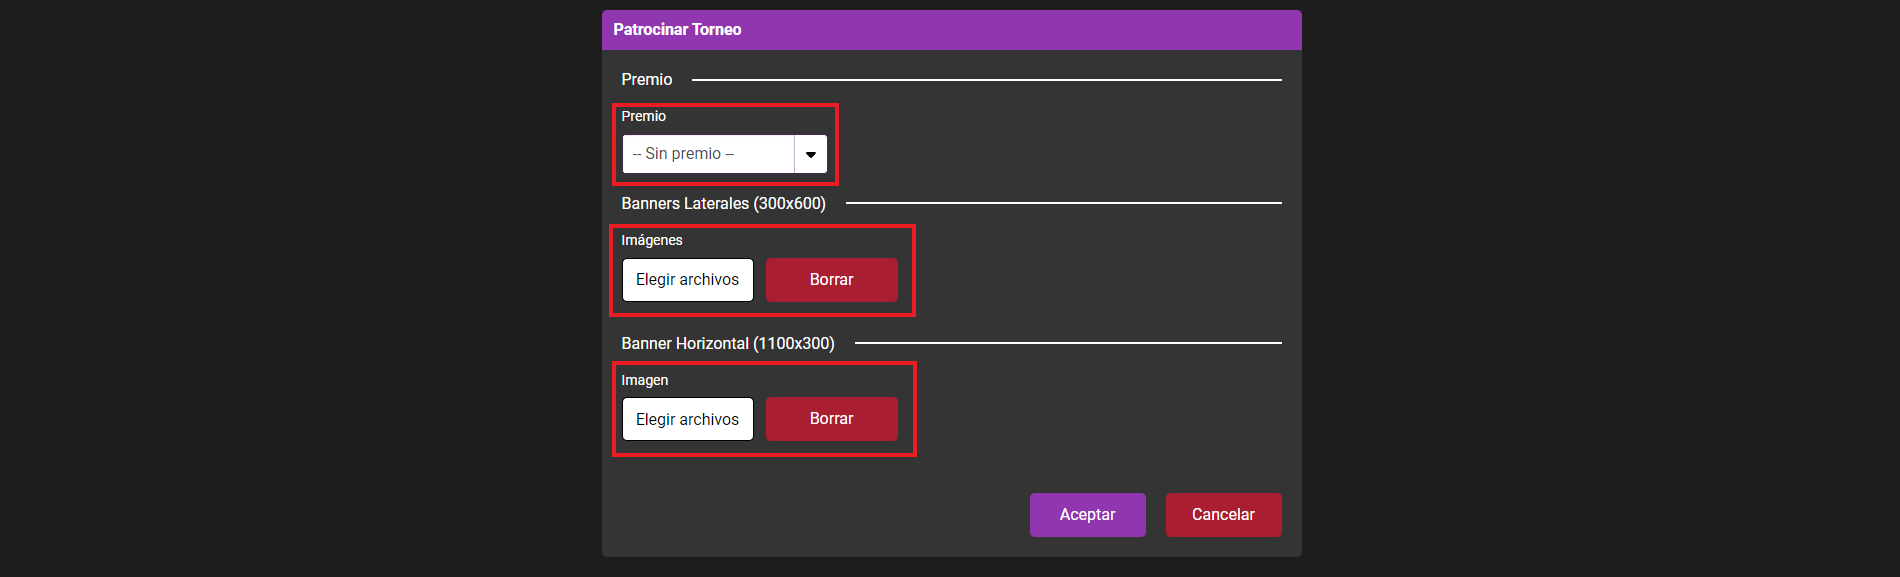 Patrocinar Torneo
Premio
Premio
-- Sin premio --
Banners Laterales (300x600)
Imágenes
Elegir archivos Borrar
Banner Horizontal (1100x300)
Imagen
Elegir archivos Borrar
Aceptar Cancelar